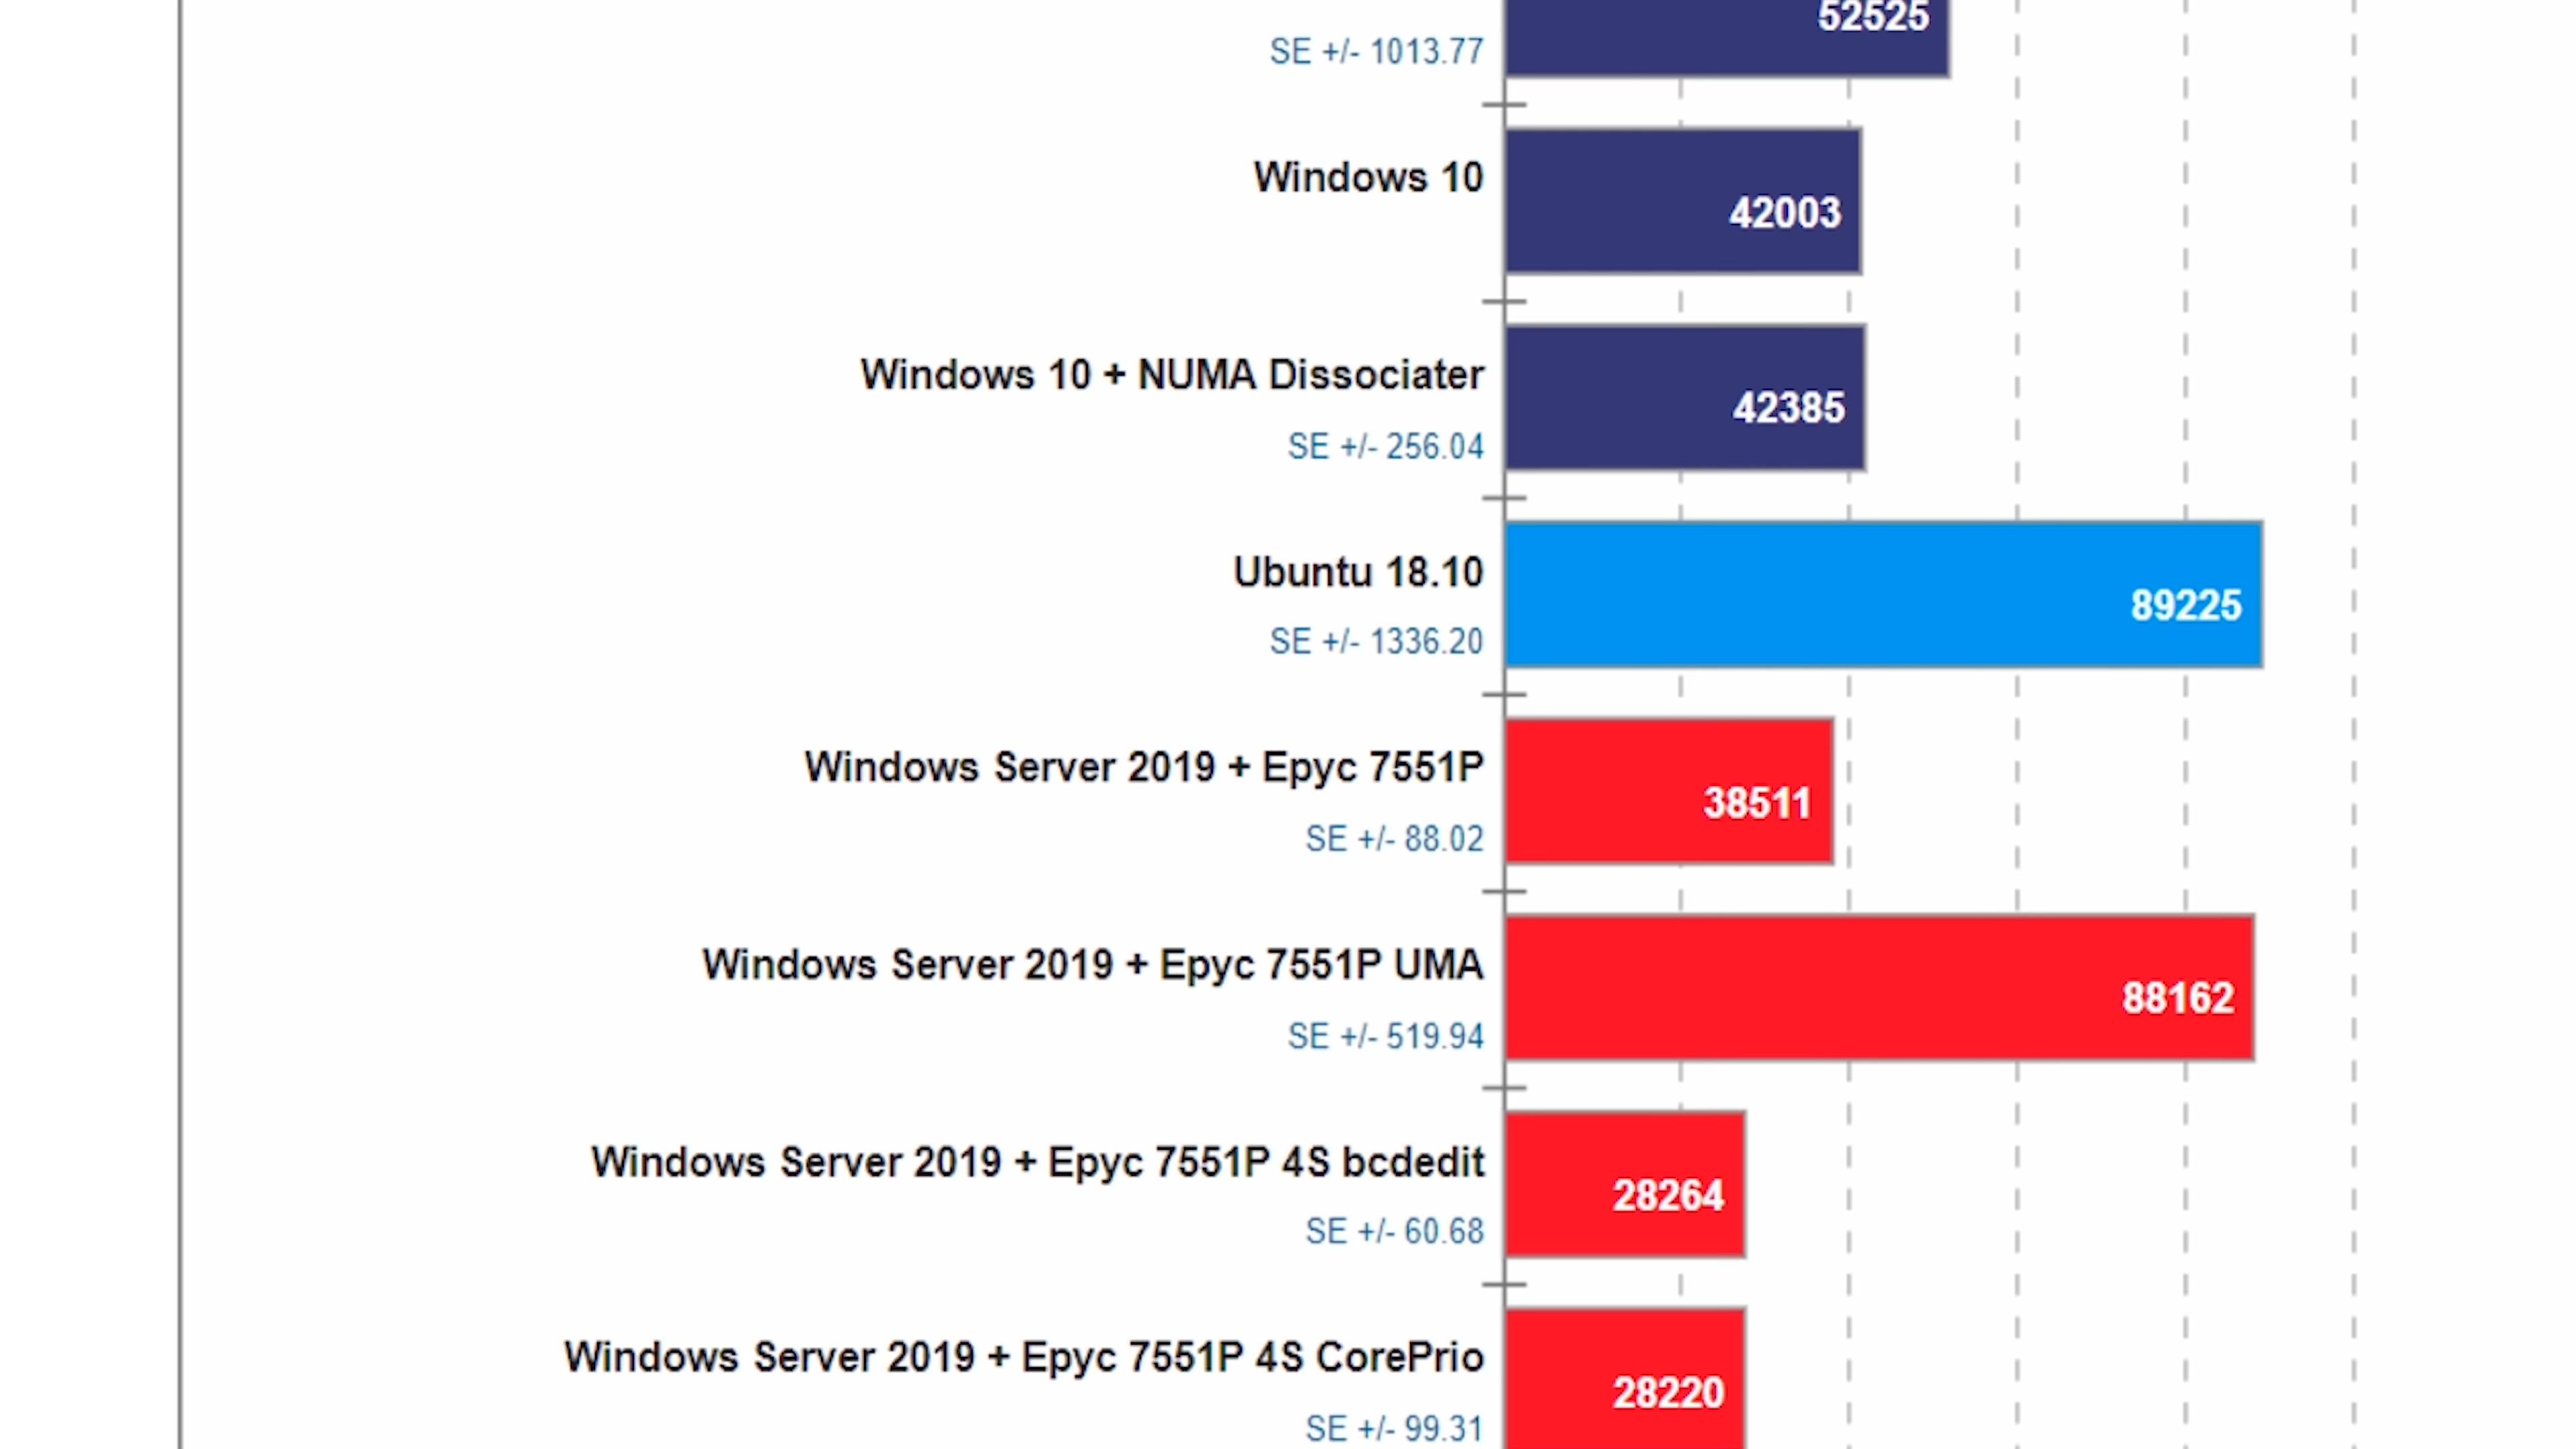 52525
SE +/- 1013.77
Windows 10
42003
Windows 10 + NUMA Dissociater
42385
SE +/- 256.04
Ubuntu 18.10
89225
SE +/- 1336.20
Windows Server 2019 + Epyc 7551P
38511
SE +/- 88.02
Windows Server 2019 + Epyc 7551P UMA
88162
SE +/- 519.94
Windows Server 2019 + Epyc 7551P 4S bcdedit
28264
SE +/- 60.68
Windows Server 2019 + Epyc 7551P 4S CorePrio
28220
SE +/- 99.31